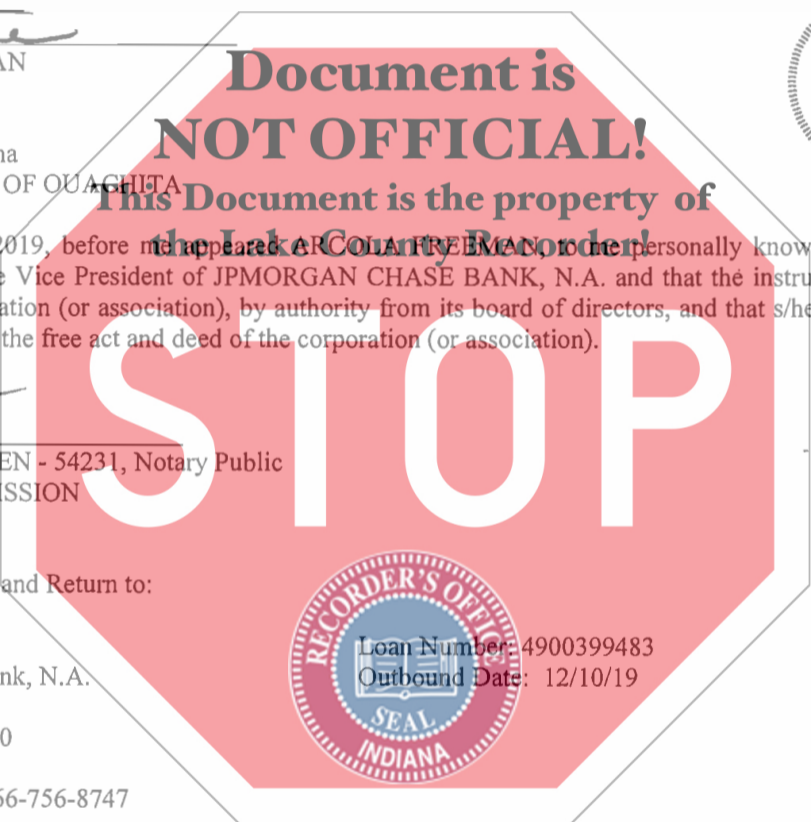 AN
Document is
NOT OFFICIAL!
na
OF OUACHITA
This Document is the property of
the Lake County Recorder!
2019, before me appeared ARCOLA FREEMAN, to me personally know
e Vice President of JPMORGAN CHASE BANK, N.A. and that the instru
ation (or association), by authority from its board of directors, and that s/he
the free act and deed of the corporation (or association).
STOP
EN - 54231, Notary Public
ISSION
and Return to:
RECORDER'S OFFICE
Loan Number: 4900399483
nk, N.A.
Outbound Date: 12/10/19
SEAL
INDIANA
0
66-756-8747